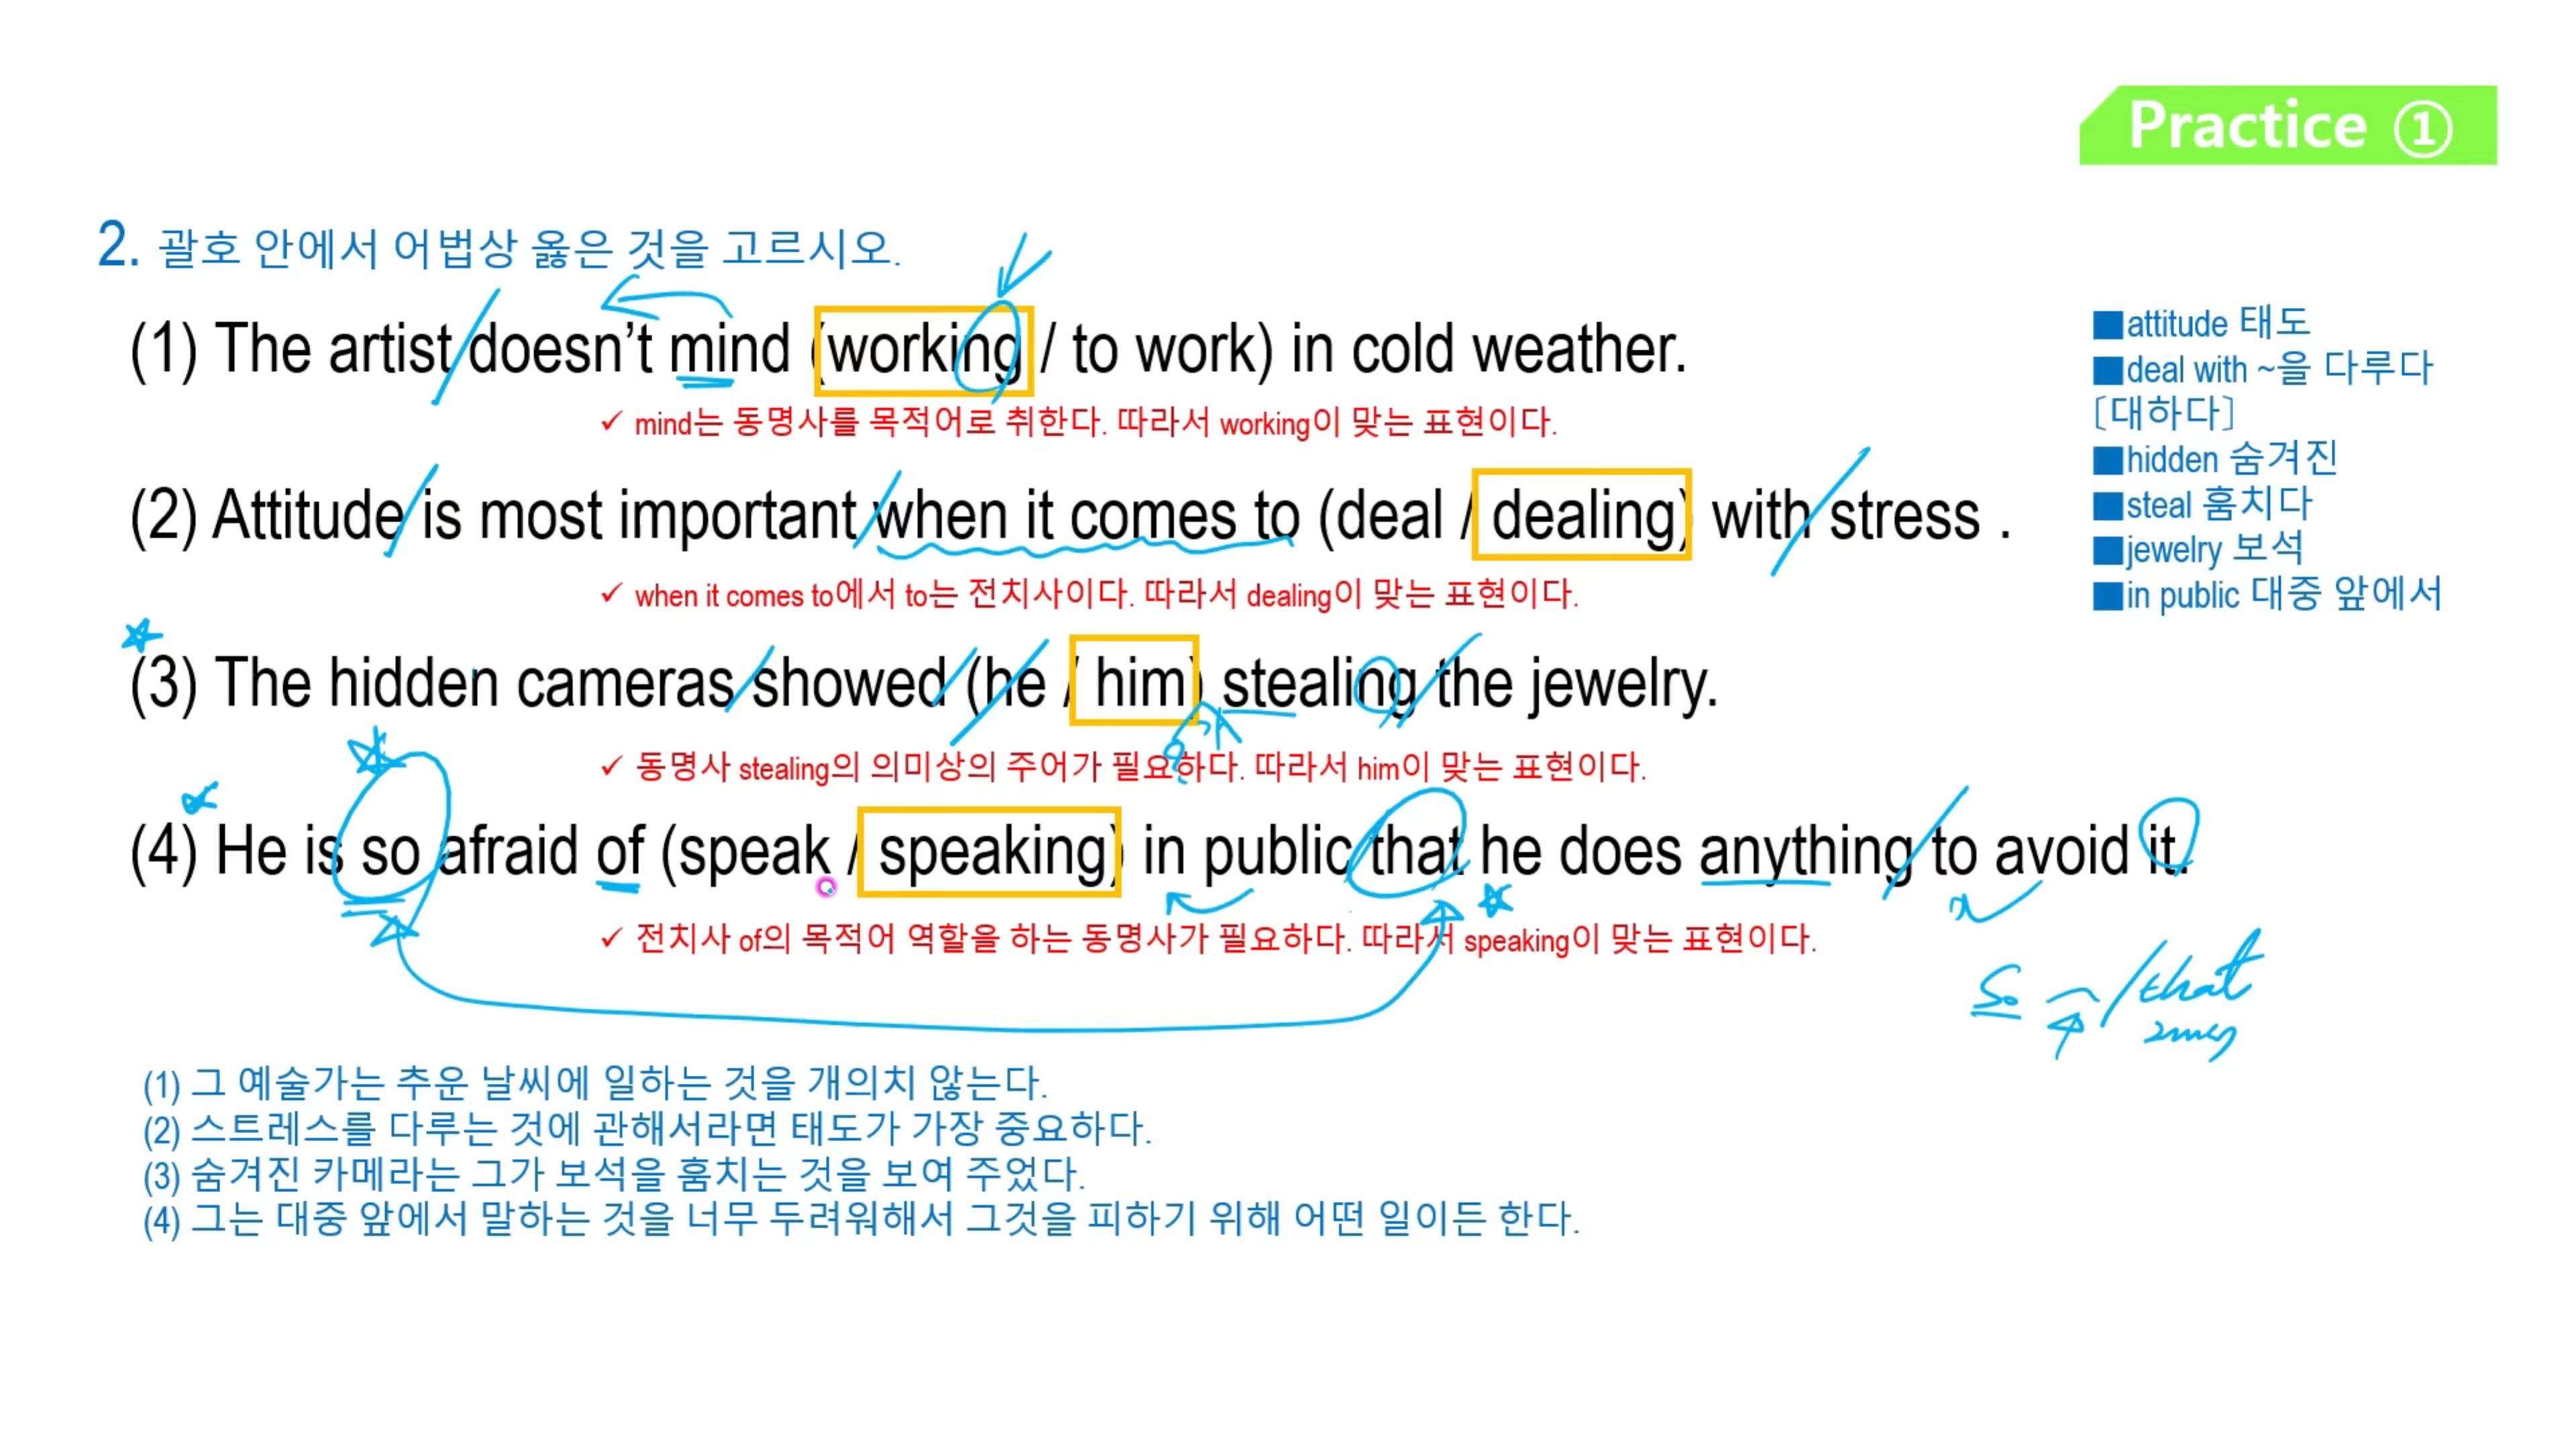 Practice ①
2. 괄호 안에서 어법상 옳은 것을 고르시오.
(1) The artist doesn't mind (working / to work) in cold weather.
✓ mind는 동명사를 목적어로 취한다. 따라서 working이 맞는 표현이다.
(2) Attitude is most important when it comes to (deal / dealing) with stress .
✓ when it comes to에서 to는 전치사이다. 따라서 dealing이 맞는 표현이다.
(3) The hidden cameras showed (he / him) stealing the jewelry.
✓ 동명사 stealing의 의미상의 주어가 필요하다. 따라서 him이 맞는 표현이다.
(4) He is so afraid of (speak / speaking) in public that he does anything to avoid it.
✓ 전치사 of의 목적어 역할을 하는 동명사가 필요하다. 따라서 speaking이 맞는 표현이다.
so / that
■attitude 태도
■deal with ~을 다루다
〔대하다〕
■hidden 숨겨진
■steal 훔치다
■jewelry 보석
■in public 대중 앞에서
(1) 그 예술가는 추운 날씨에 일하는 것을 개의치 않는다.
(2) 스트레스를 다루는 것에 관해서라면 태도가 가장 중요하다.
(3) 숨겨진 카메라는 그가 보석을 훔치는 것을 보여 주었다.
(4) 그는 대중 앞에서 말하는 것을 너무 두려워해서 그것을 피하기 위해 어떤 일이든 한다.